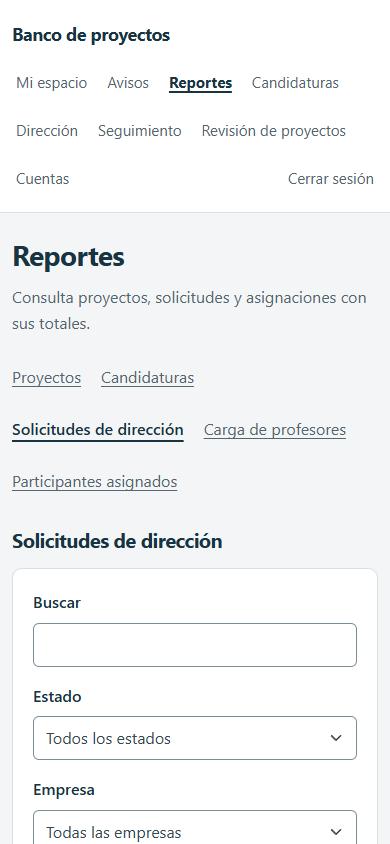 Banco de proyectos
Mi espacio Avisos Reportes Candidaturas
Dirección Seguimiento Revisión de proyectos
Cuentas Cerrar sesión
Reportes
Consulta proyectos, solicitudes y asignaciones con
sus totales.
Proyectos Candidaturas
Solicitudes de dirección Carga de profesores
Participantes asignados
Solicitudes de dirección
Buscar
Estado
Todos los estados
Empresa
Todas las empresas